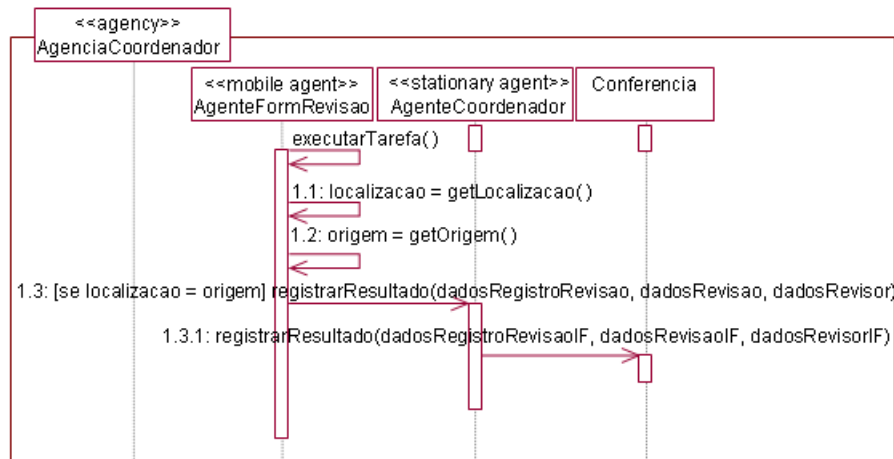 <<agency>>
AgenciaCoordenador
<<mobile agent>>
AgenteFormRevisao
<<stationary agent>>
AgenteCoordenador
Conferencia
executarTarefa()
1.1: localizacao = getLocalizacao()
1.2: origem = getOrigem()
1.3: [se localizacao = origem] registrarResultado(dadosRegistroRevisao, dadosRevisao, dadosRevisor)
1.3.1: registrarResultado(dadosRegistroRevisaoIF, dadosRevisaoIF, dadosRevisorIF)